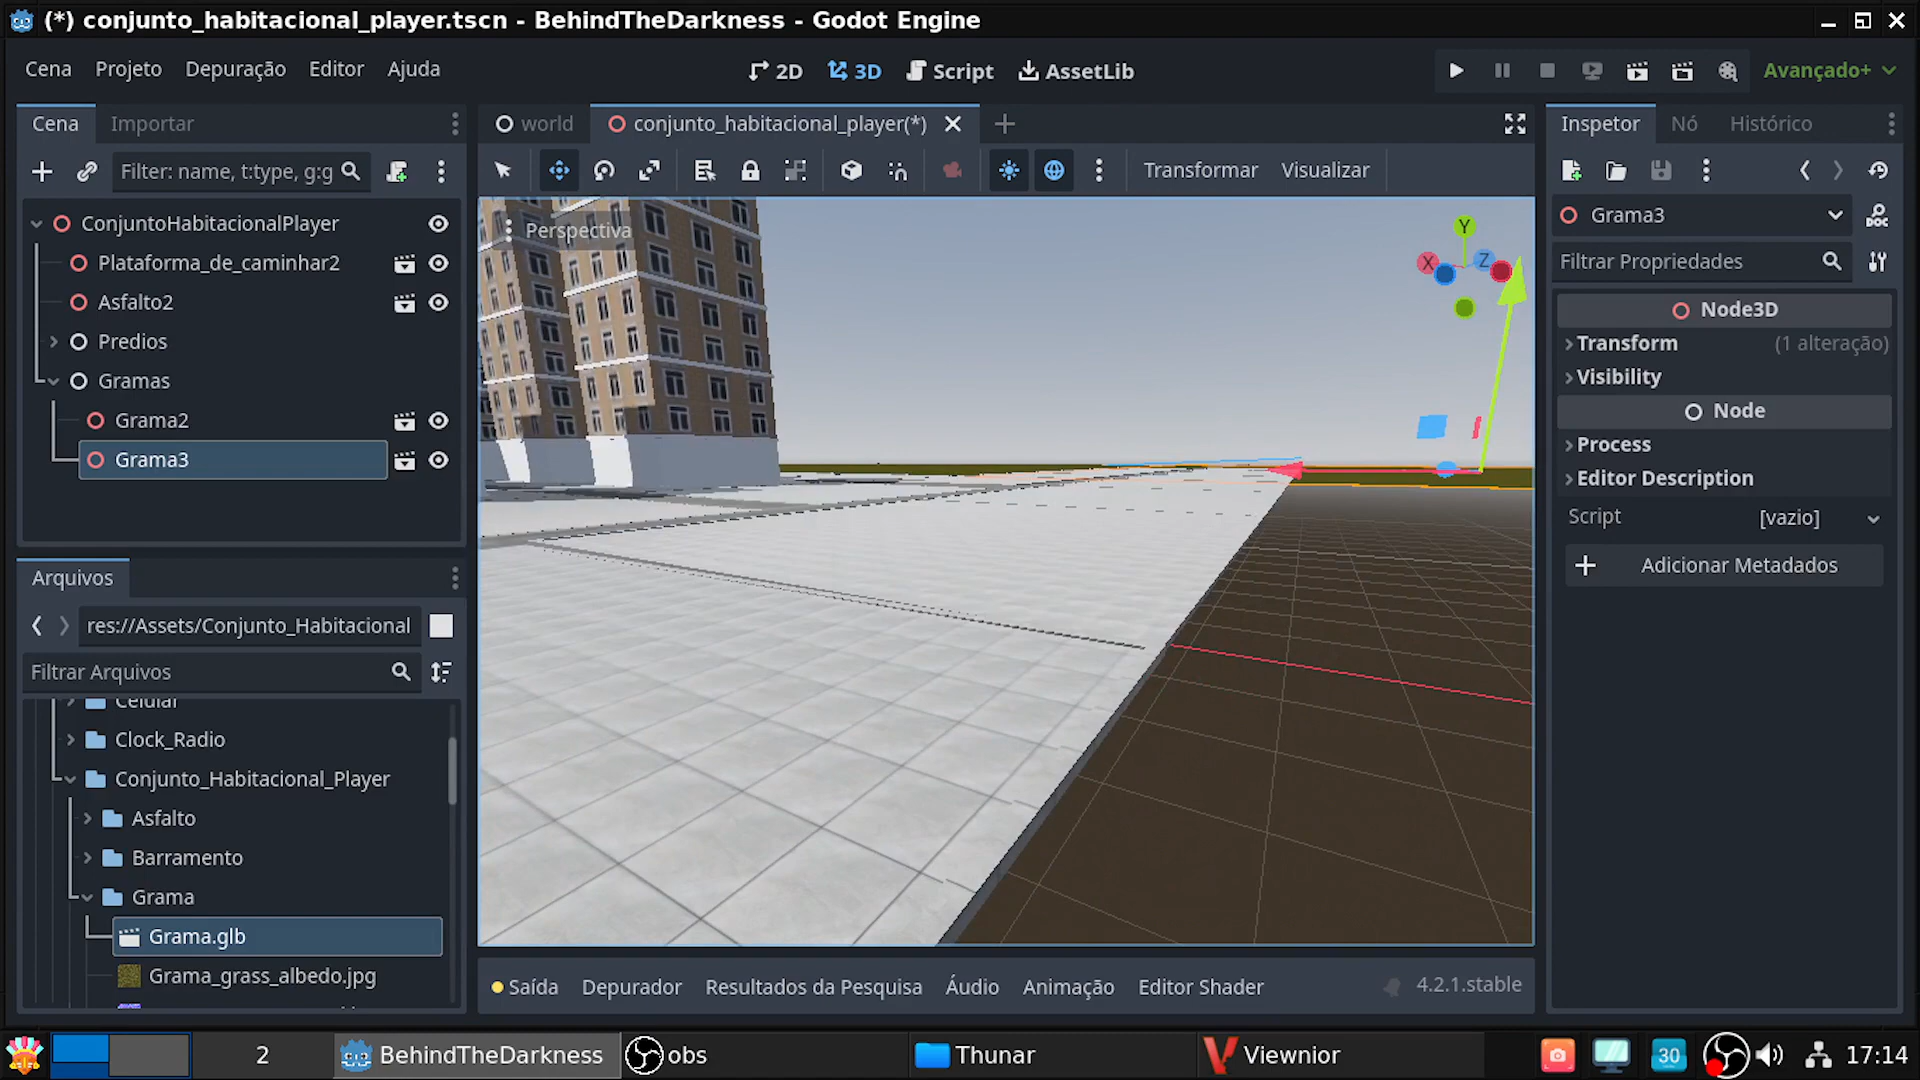 (*) conjunto_habitacional_player.tscn - BehindTheDarkness - Godot Engine
Cena Projeto Depuração Editor Ajuda
2D 3D Script AssetLib
Avançado+
Cena Importar
world conjunto_habitacional_player(*)
Inspetor Nó Histórico
Filter: name, t:type, g:g
Transformar Visualizar
ConjuntoHabitacionalPlayer
Plataforma_de_caminhar2
Asfalto2
Predios
Gramas
Grama2
Grama3
Perspectiva
Y
X
Z
Grama3
DOC
Filtrar Propriedades
Node3D
Transform (1 alteração)
Visibility
Node
Process
Editor Description
Script [vazio]
Adicionar Metadados
Arquivos
res://Assets/Conjunto_Habitacional
Filtrar Arquivos
Celular
Clock_Radio
Conjunto_Habitacional_Player
Asfalto
Barramento
Grama
Grama.glb
Grama_grass_albedo.jpg
Saída Depurador Resultados da Pesquisa Áudio Animação Editor Shader 4.2.1.stable
2 BehindTheDarkness obs Thunar Viewnior 30 17:14